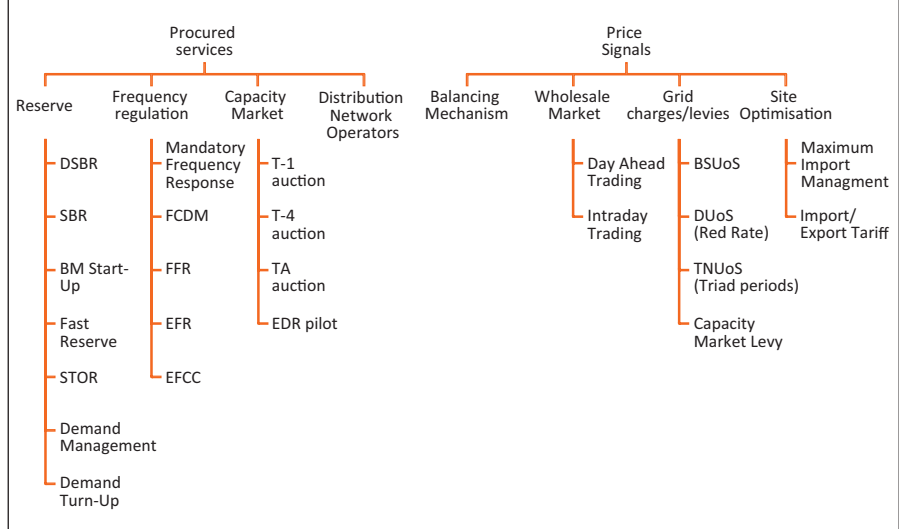 Procured
services
Price
Signals
Reserve
Frequency
regulation
Capacity
Market
Distribution
Network
Operators
Balancing
Mechanism
Wholesale
Market
Grid
charges/levies
Site
Optimisation
DSBR
SBR
BM Start-
Up
Fast
Reserve
STOR
Demand
Management
Demand
Turn-Up
Mandatory
Frequency
Response
FCDM
FFR
EFR
EFCC
T-1
auction
T-4
auction
TA
auction
EDR pilot
Day Ahead
Trading
Intraday
Trading
BSUoS
DUoS
(Red Rate)
TNUoS
(Triad periods)
Capacity
Market Levy
Maximum
Import
Managment
Import/
Export Tariff